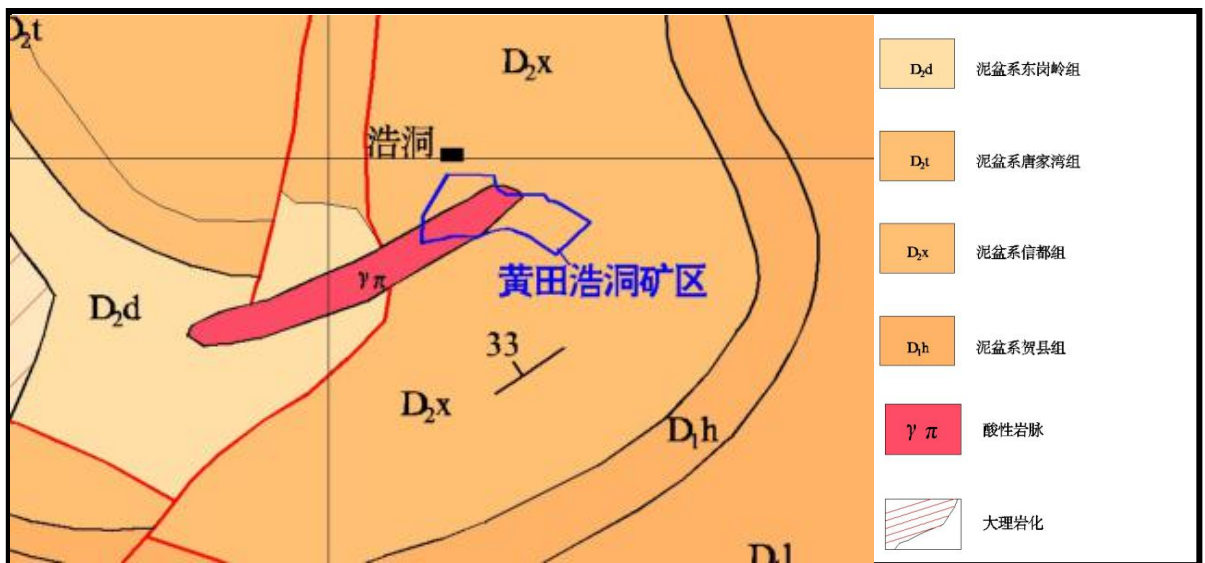 D₂t
D₂x
浩洞
黄田浩洞矿区
γπ
D₂d
33
D₂x
D₁h
D₁l
D₂d 泥盆系东岗岭组
D₂t 泥盆系唐家湾组
D₂x 泥盆系信都组
D₁h 泥盆系贺县组
γ π 酸性岩脉
大理岩化